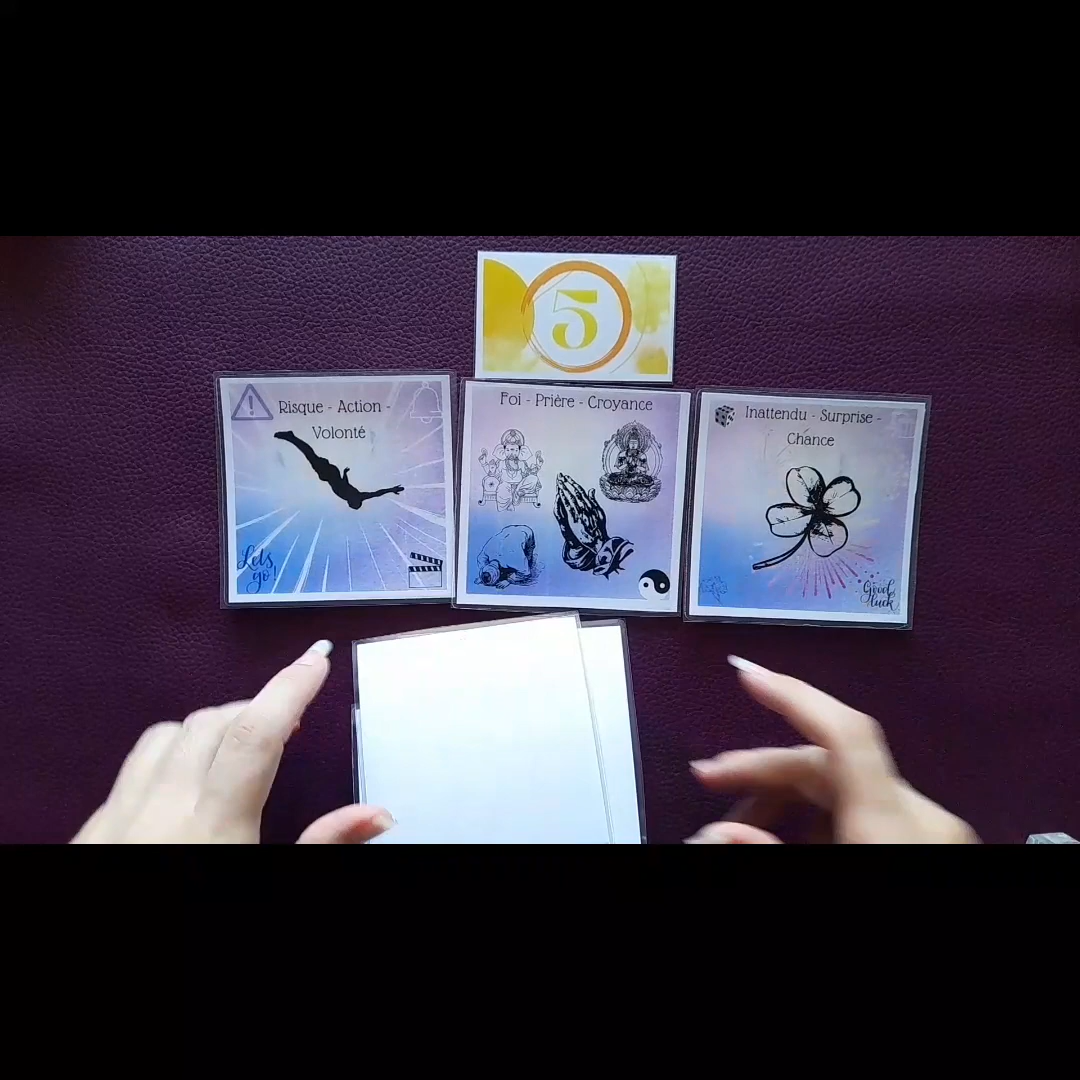 5
Risque - Action -
Volonté
Let's
go!
Foi - Prière - Croyance
Inattendu - Surprise -
Chance
Good
luck